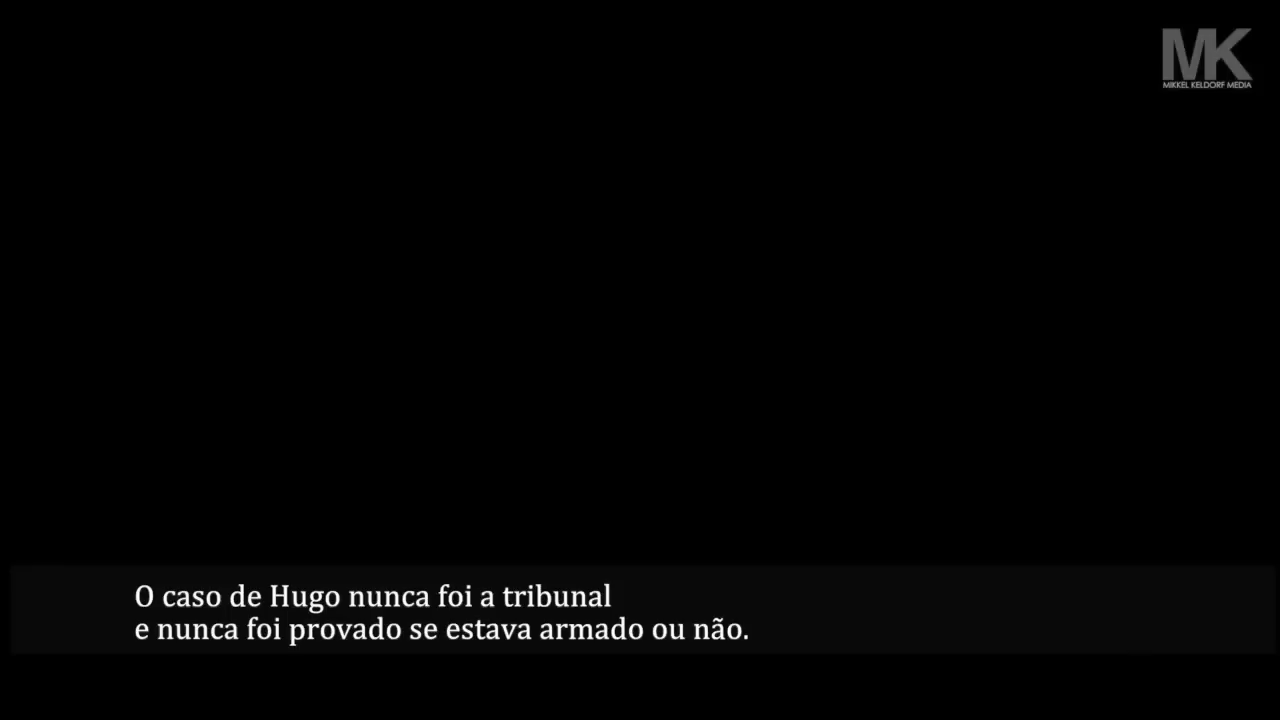 MK
MIKKEL KELDORF MEDIA
O caso de Hugo nunca foi a tribunal
e nunca foi provado se estava armado ou não.